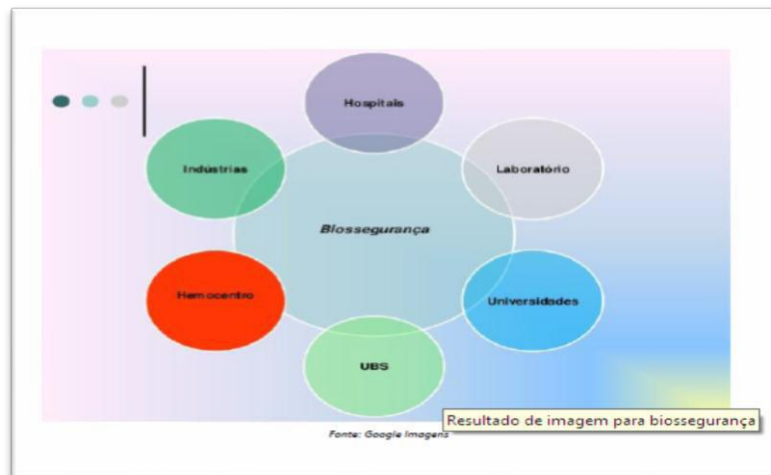 Hospitais
Indústrias
Laboratório
Biossegurança
Hemocentro
Universidades
UBS
Resultado de imagem para biossegurança
Fonte: Google Imagens